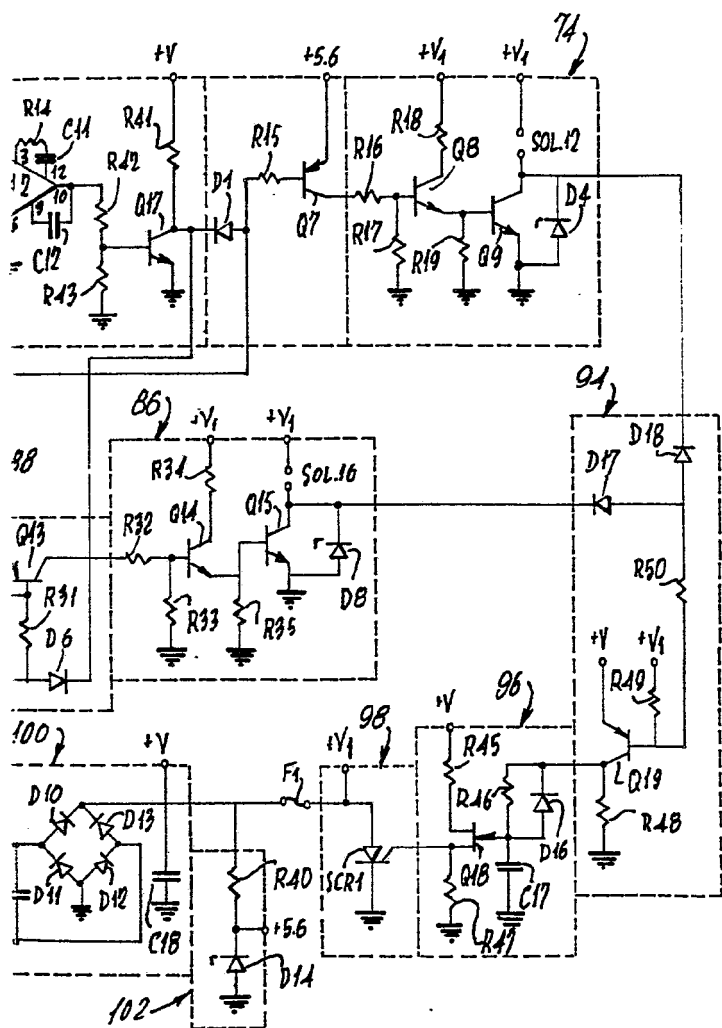 74
+V
+5.6
+V1
+V1
R14
C11
3
12
12
10
9
R42
R41
C12
Q17
R43
D1
R15
Q7
R16
R18
Q8
R17
R19
Q9
SOL.12
D4
86
+V1
+V1
94
R34
SOL.16
D18
D17
Q13
R32
Q14
Q15
R31
D6
R33
R35
D8
R50
+V
+V1
R49
Q19
R48
100
+V
98
96
+V
+V1
F1
D10
D13
D11
D12
C18
R40
+5.6
D14
102
SCR1
R45
R46
Q18
D16
C17
R47